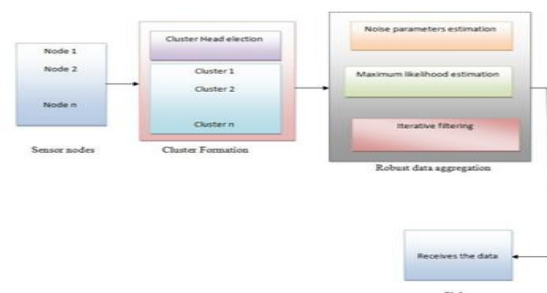 Node 1
Node 2
Node n
Sensor nodes
Cluster Head election
Cluster 1
Cluster 2
Cluster n
Cluster Formation
Noise parameters estimation
Maximum likelihood estimation
Iterative filtering
Robust data aggregation
Receives the data